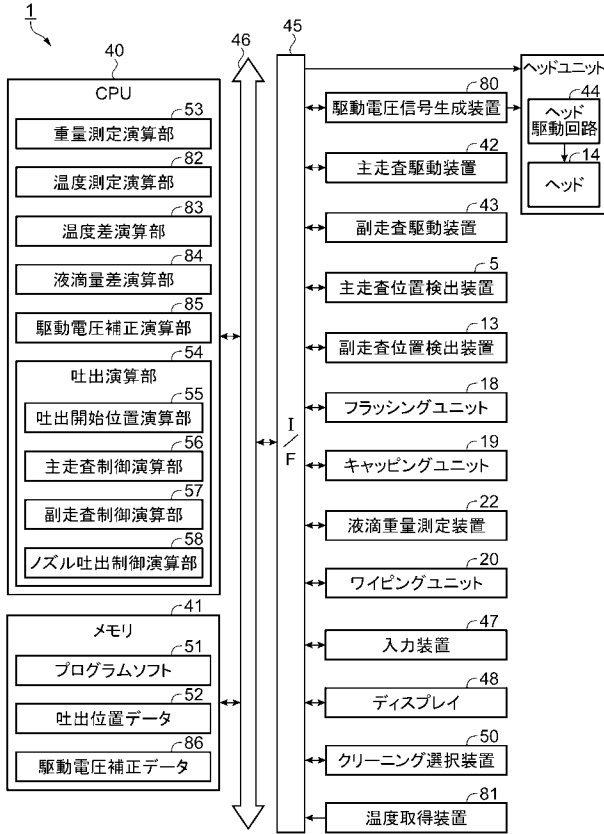 1
40
CPU
53
重量測定演算部
82
温度測定演算部
83
温度差演算部
84
液滴量差演算部
85
駆動電圧補正演算部
54
吐出演算部
55
吐出開始位置演算部
56
主走査制御演算部
57
副走査制御演算部
58
ノズル吐出制御演算部
41
メモリ
51
プログラムソフト
52
吐出位置データ
86
駆動電圧補正データ
46
45
I/F
80
駆動電圧信号生成装置
42
主走査駆動装置
43
副走査駆動装置
5
主走査位置検出装置
13
副走査位置検出装置
18
フラッシングユニット
19
キャッピングユニット
22
液滴重量測定装置
20
ワイピングユニット
47
入力装置
48
ディスプレイ
50
クリーニング選択装置
81
温度取得装置
ヘッドユニット
44
ヘッド
駆動回路
14
ヘッド